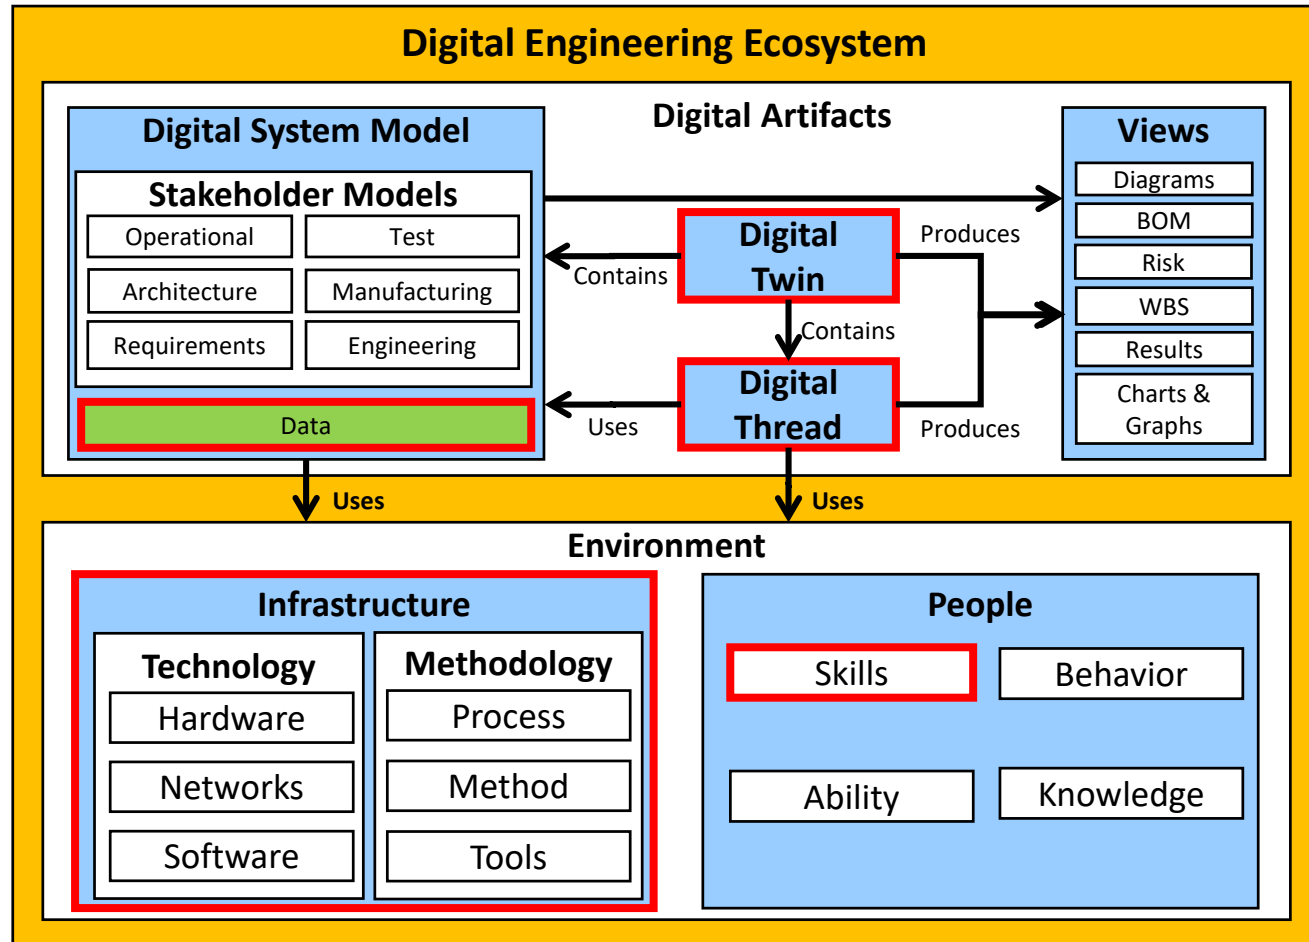 Digital Engineering Ecosystem
Digital Artifacts
Digital System Model
Stakeholder Models
Operational
Test
Architecture
Manufacturing
Requirements
Engineering
Data
Digital
Twin
Contains
Contains
Produces
Digital
Thread
Uses
Produces
Views
Diagrams
BOM
Risk
WBS
Results
Charts &
Graphs
Uses
Uses
Environment
Infrastructure
Technology
Hardware
Networks
Software
Methodology
Process
Method
Tools
People
Skills
Behavior
Ability
Knowledge